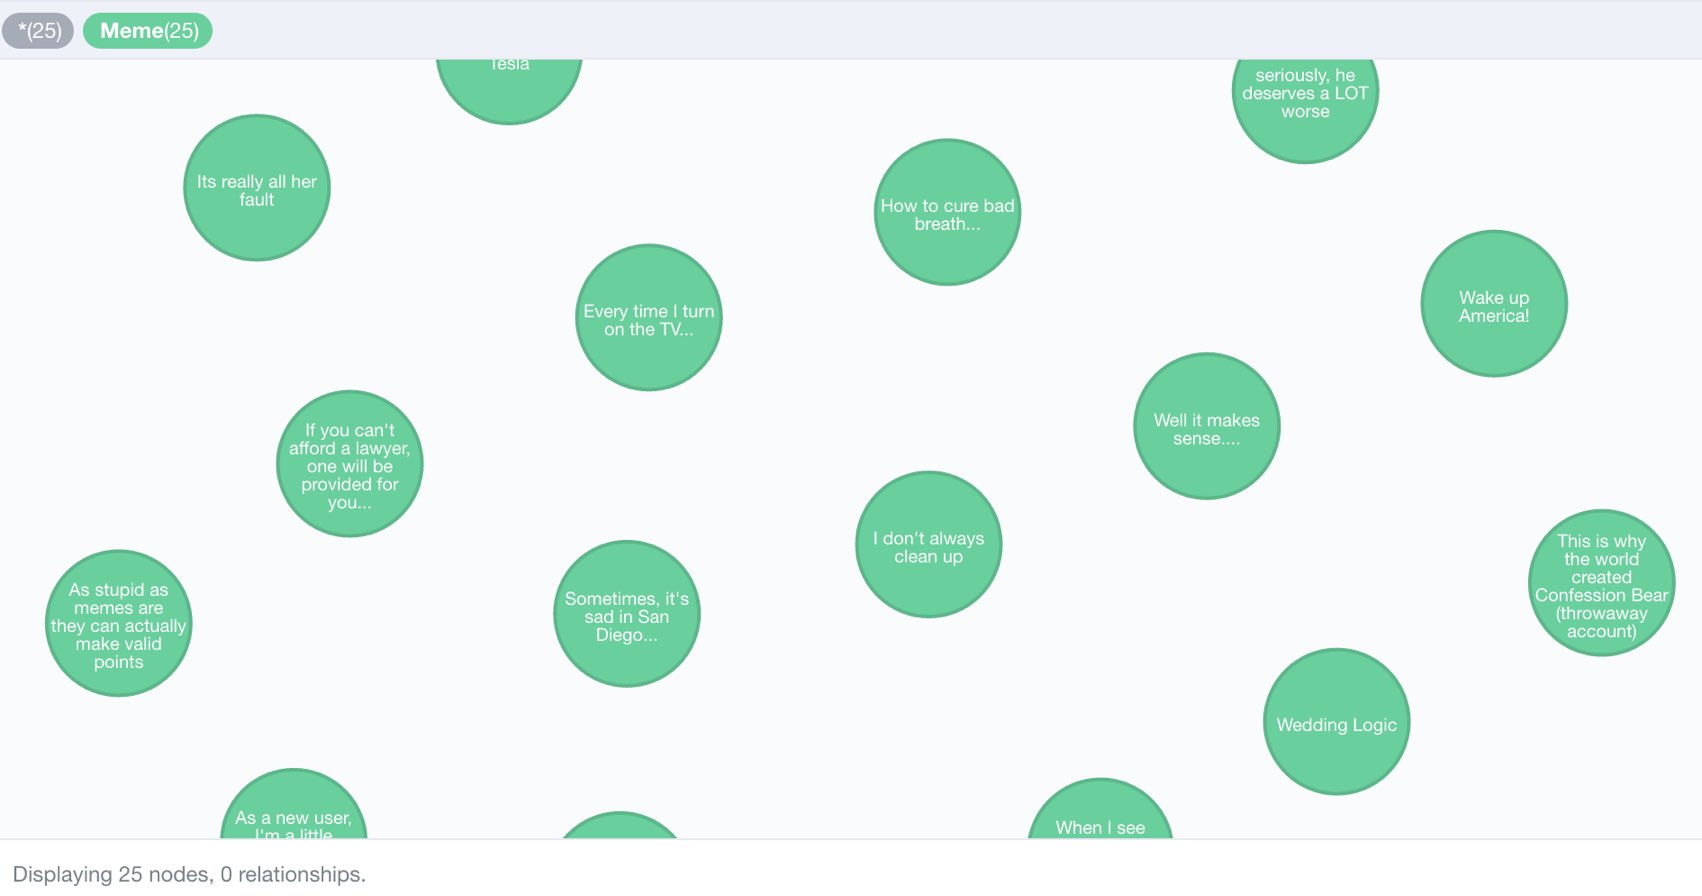 *(25) Meme(25)
Tesla
seriously, he
deserves a LOT
worse
Its really all her
fault
How to cure bad
breath...
Every time I turn
on the TV...
Wake up
America!
If you can't
afford a lawyer,
one will be
provided for
you...
Well it makes
sense....
I don't always
clean up
This is why
the world
created
Confession Bear
(throwaway
account)
As stupid as
memes are
they can actually
make valid
points
Sometimes, it's
sad in San
Diego...
Wedding Logic
As a new user,
I'm a little
When I see
Displaying 25 nodes, 0 relationships.